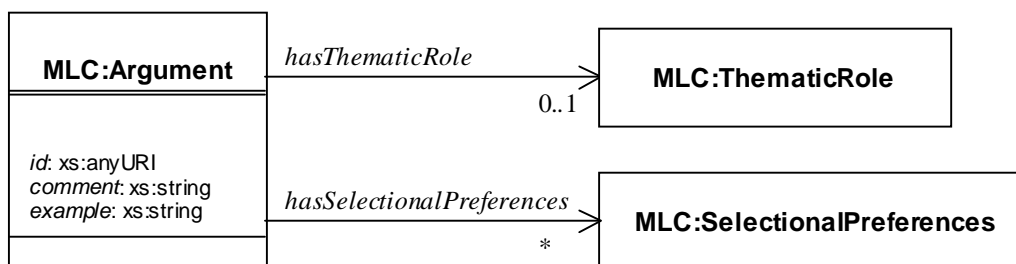 MLC:Argument
id: xs:anyURI
comment: xs:string
example: xs:string
hasThematicRole
0..1
MLC:ThematicRole
hasSelectionalPreferences
*
MLC:SelectionalPreferences